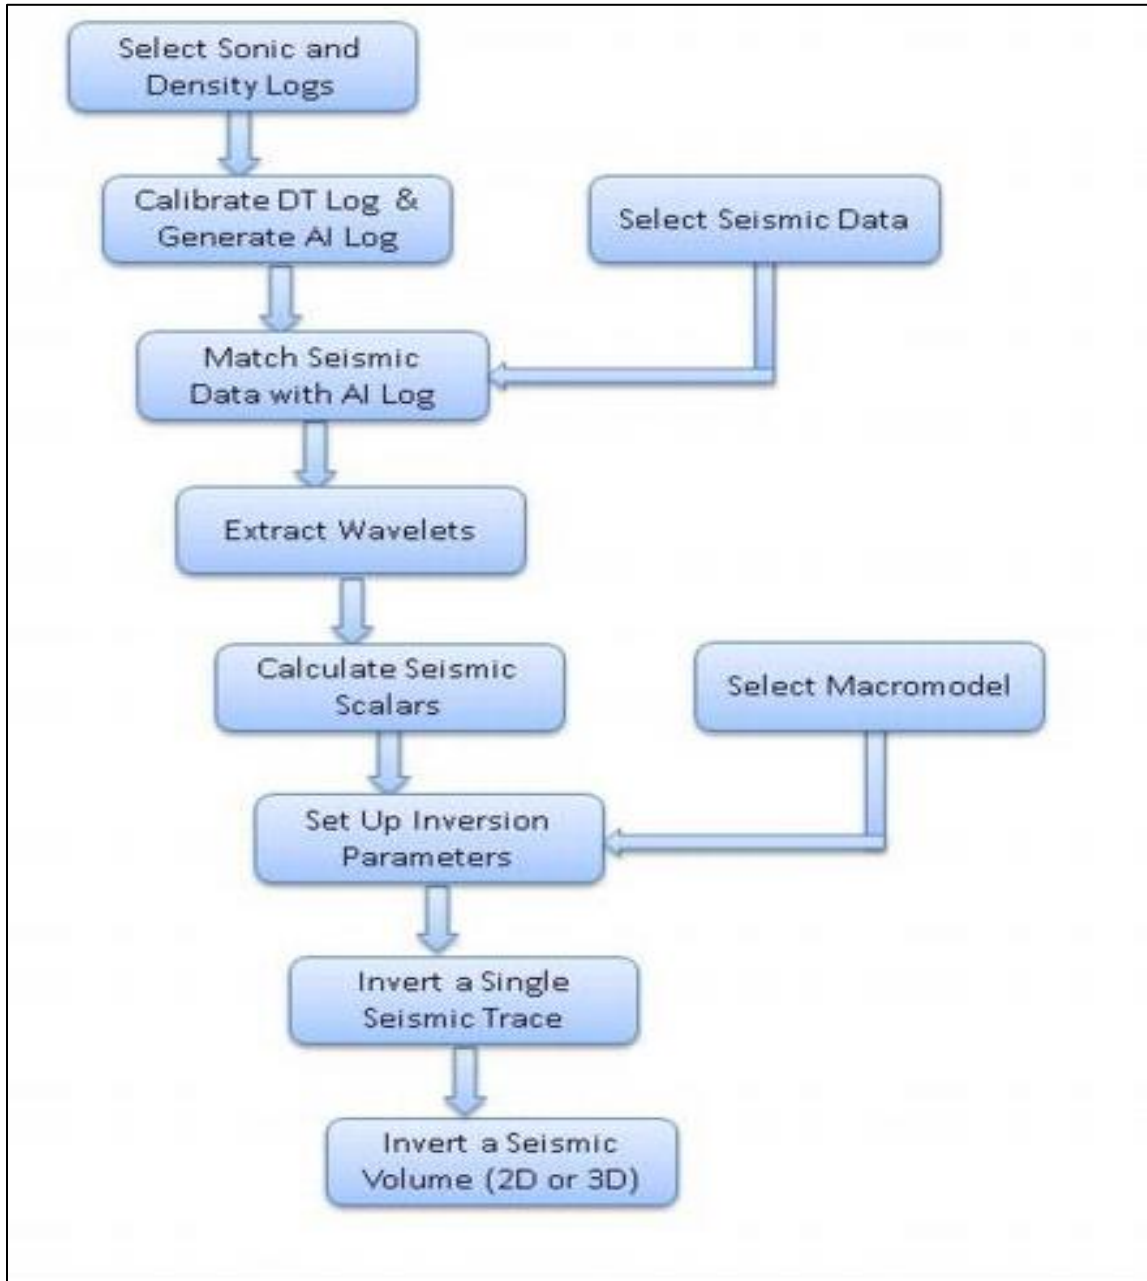 Select Sonic and
Density Logs
Calibrate DT Log &
Generate AI Log
Select Seismic Data
Match Seismic
Data with AI Log
Extract Wavelets
Calculate Seismic
Scalars
Select Macromodel
Set Up Inversion
Parameters
Invert a Single
Seismic Trace
Invert a Seismic
Volume (2D or 3D)